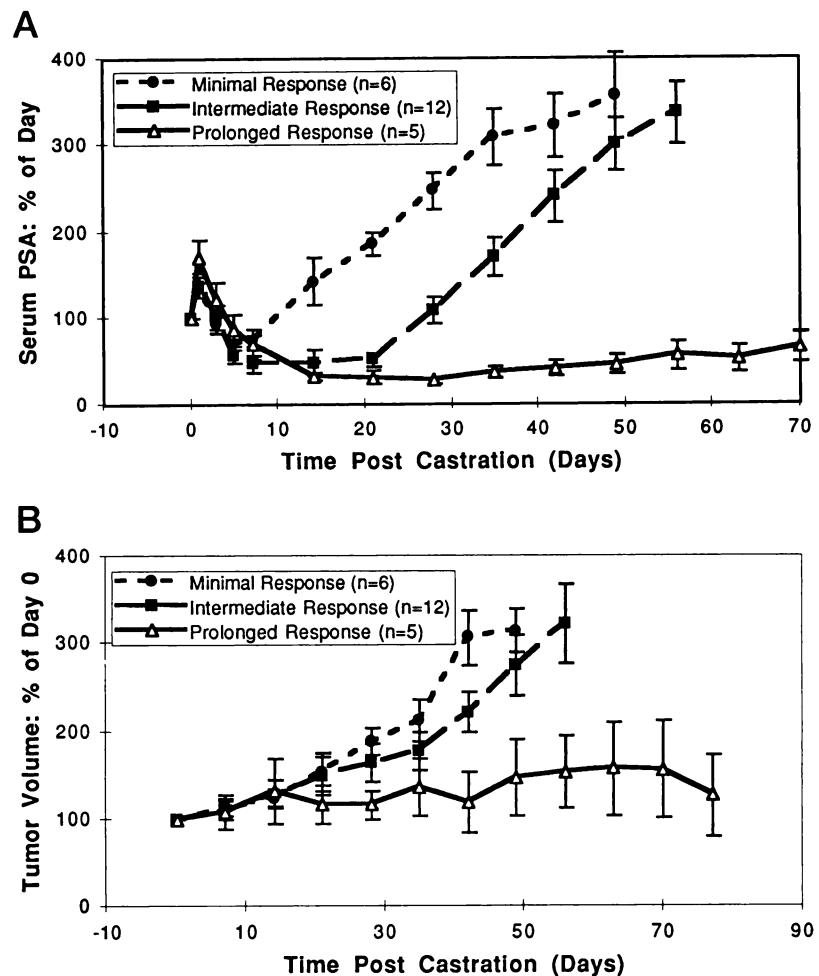 A
400
300
200
100
0
Serum PSA: % of Day
Minimal Response (n=6)
Intermediate Response (n=12)
Prolonged Response (n=5)
-10 0 10 20 30 40 50 60 70
Time Post Castration (Days)
B
400
300
200
100
0
Tumor Volume: % of Day 0
Minimal Response (n=6)
Intermediate Response (n=12)
Prolonged Response (n=5)
-10 10 30 50 70 90
Time Post Castration (Days)